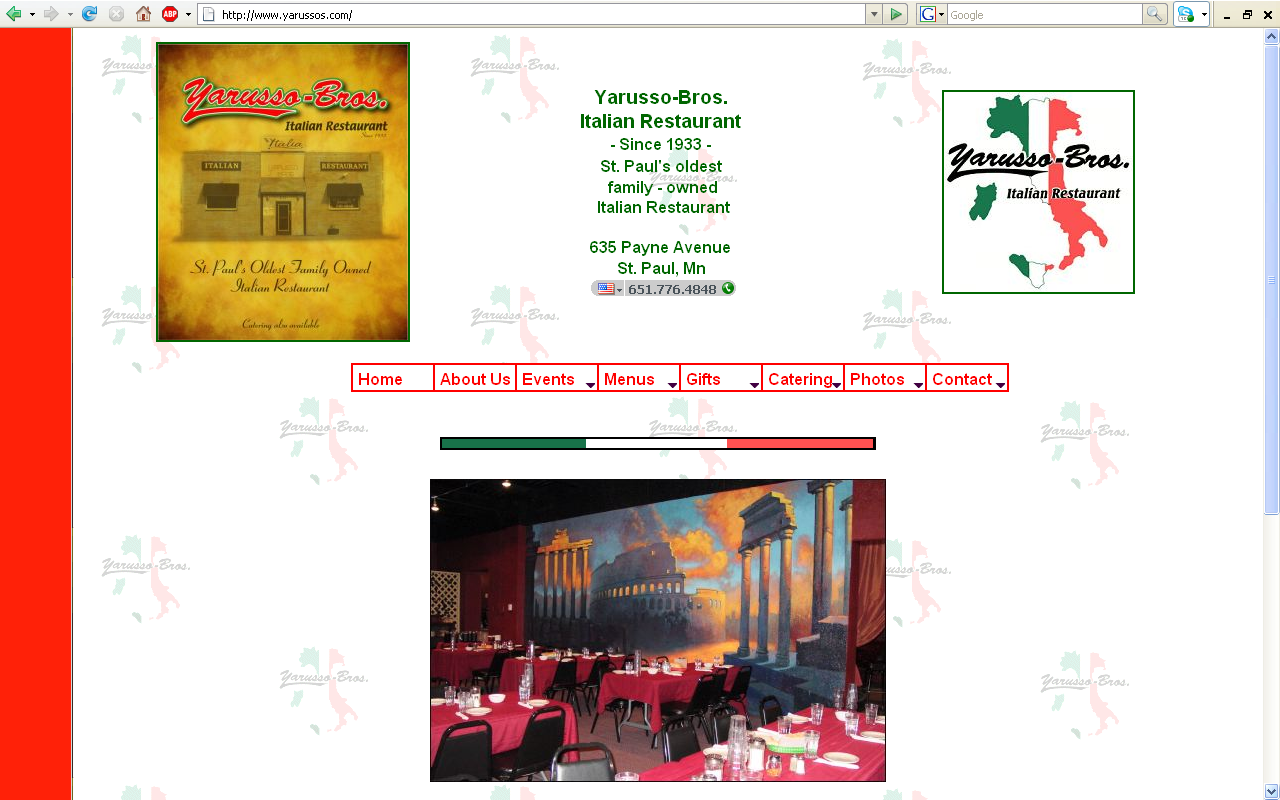 http://www.yarussos.com/
Google
Yarusso-Bros.
Italian Restaurant
Since 1933
Italia
ITALIAN
RESTAURANT
St. Paul's Oldest Family Owned
Italian Restaurant
Catering also available
Yarusso-Bros.
Italian Restaurant
- Since 1933 -
St. Paul's oldest
family - owned
Italian Restaurant
635 Payne Avenue
St. Paul, Mn
651.776.4848
Yarusso-Bros.
Italian Restaurant
Home
About Us
Events
Menus
Gifts
Catering
Photos
Contact